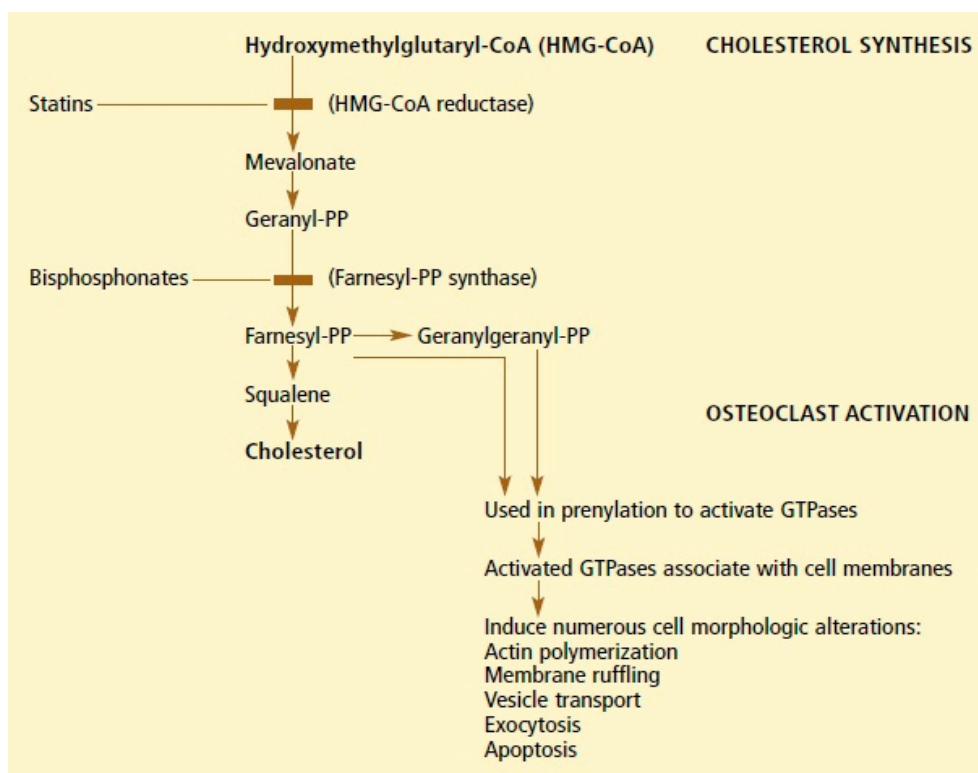 Hydroxymethylglutaryl-CoA (HMG-CoA) CHOLESTEROL SYNTHESIS
Statins (HMG-CoA reductase)
Mevalonate
Geranyl-PP
Bisphosphonates (Farnesyl-PP synthase)
Farnesyl-PP Geranylgeranyl-PP
Squalene
OSTEOCLAST ACTIVATION
Cholesterol
Used in prenylation to activate GTPases
Activated GTPases associate with cell membranes
Induce numerous cell morphologic alterations:
Actin polymerization
Membrane ruffling
Vesicle transport
Exocytosis
Apoptosis